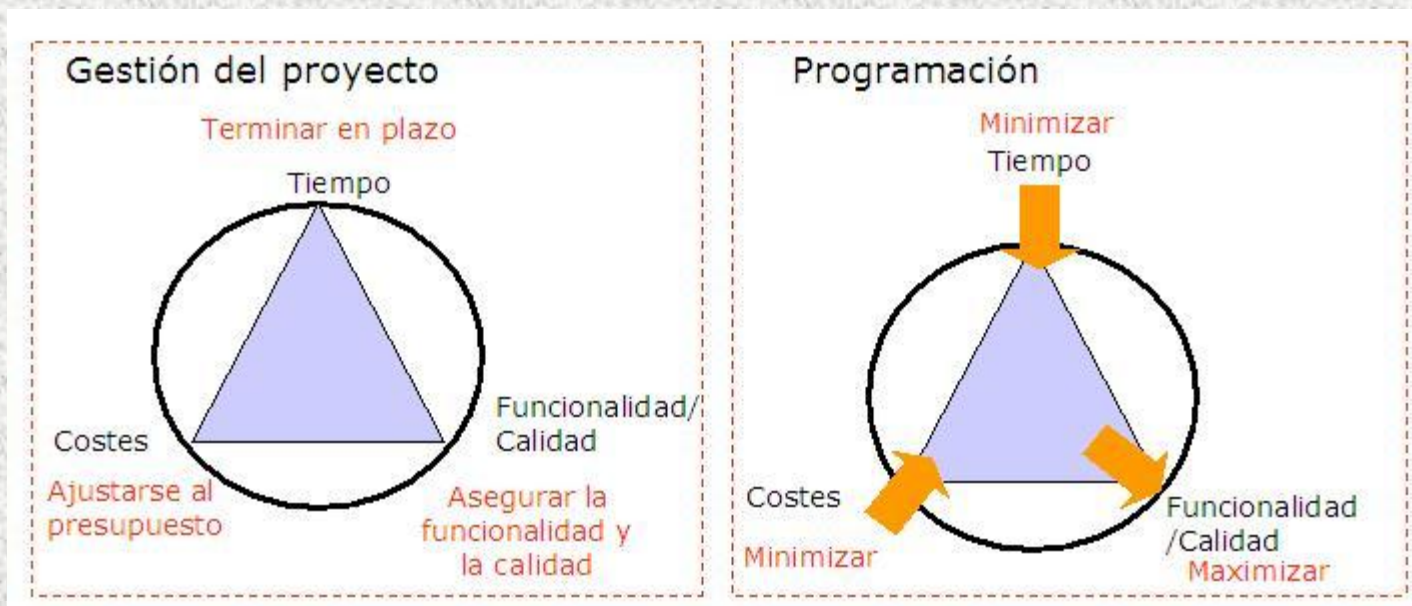 Gestión del proyecto
Terminar en plazo
Tiempo
Costes
Ajustarse al
presupuesto
Funcionalidad/
Calidad
Asegurar la
funcionalidad y
la calidad
Programación
Minimizar
Tiempo
Costes
Minimizar
Funcionalidad
/Calidad
Maximizar